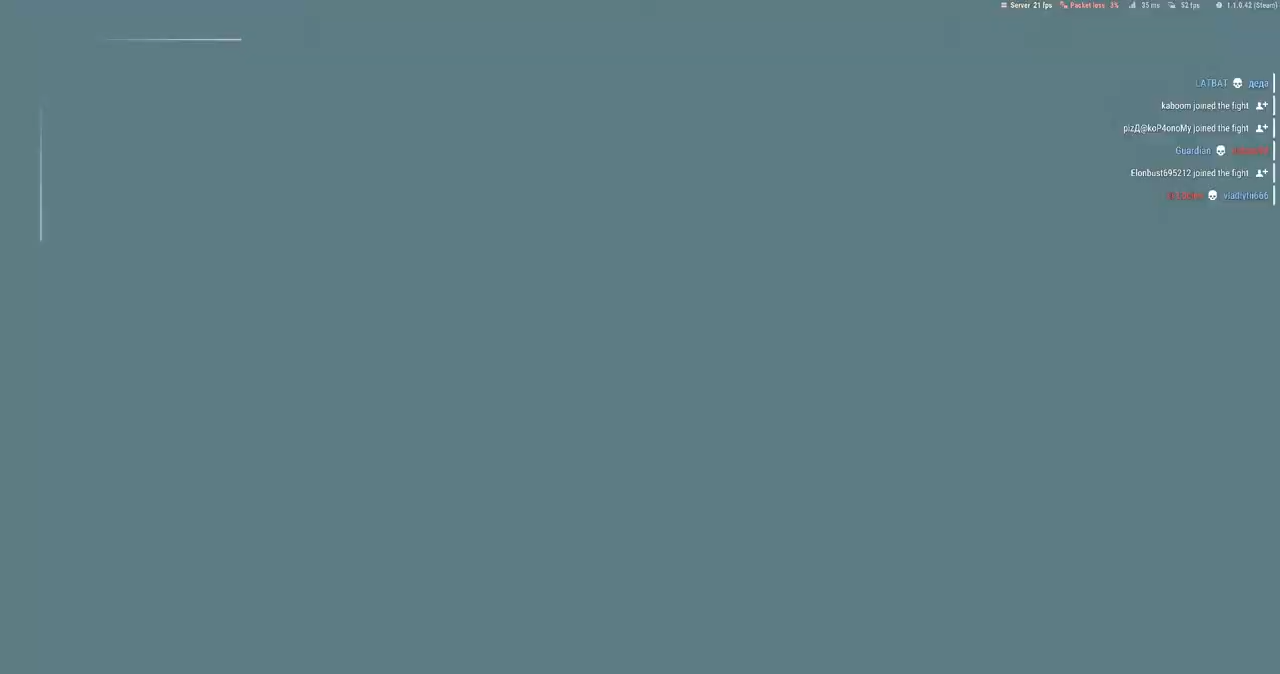 Server 21 fps Packet loss 3% 35 ms 52 fps 1.1.0.42 (Steam)
LATBAT деда
kaboom joined the fight
pizД@koP4onoMy joined the fight
Guardian
Elonbust695212 joined the fight
vladlytii666